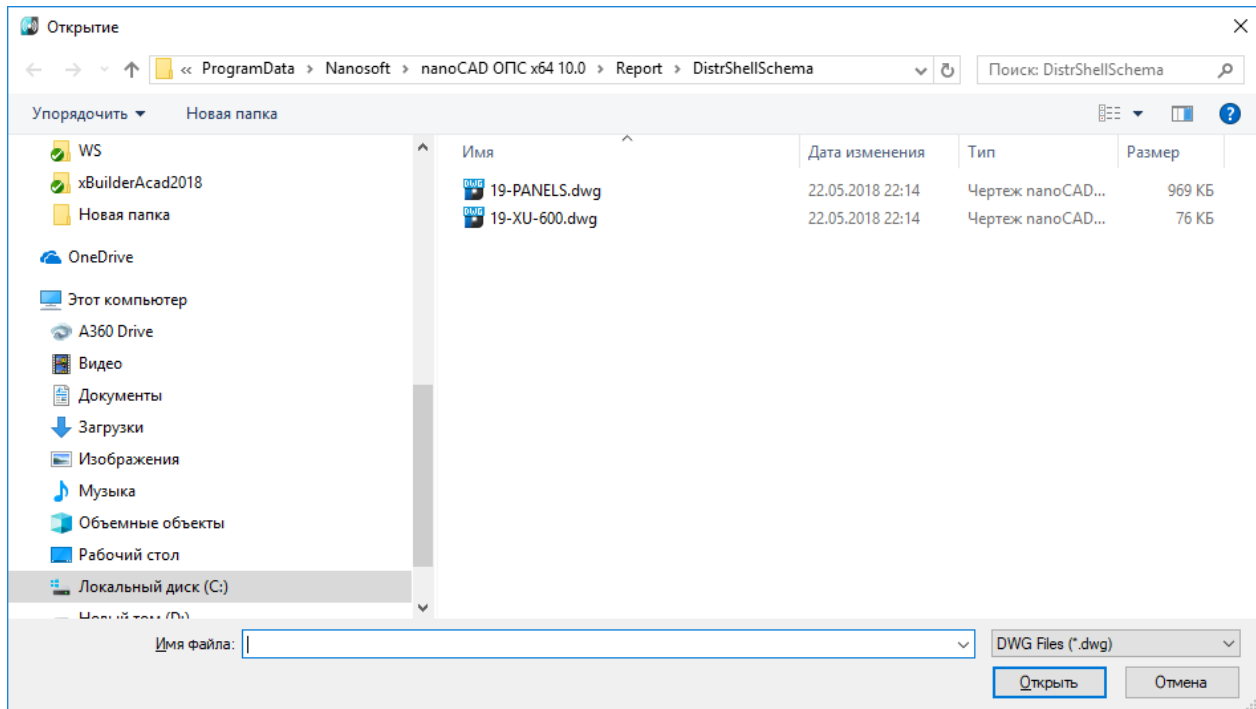 Открытие
« ProgramData > Nanosoft > nanoCAD ОПС x64 10.0 > Report > DistrShellSchema
Поиск: DistrShellSchema
Упорядочить
Новая папка
WS
xBuilderAcad2018
Новая папка
OneDrive
Этот компьютер
A360 Drive
Видео
Документы
Загрузки
Изображения
Музыка
Объемные объекты
Рабочий стол
Локальный диск (C:)
Новый том (D:)
Имя Дата изменения Тип Размер
19-PANELS.dwg 22.05.2018 22:14 Чертеж nanoCAD... 969 КБ
19-XU-600.dwg 22.05.2018 22:14 Чертеж nanoCAD... 76 КБ
Имя файла:
DWG Files (*.dwg)
Открыть Отмена